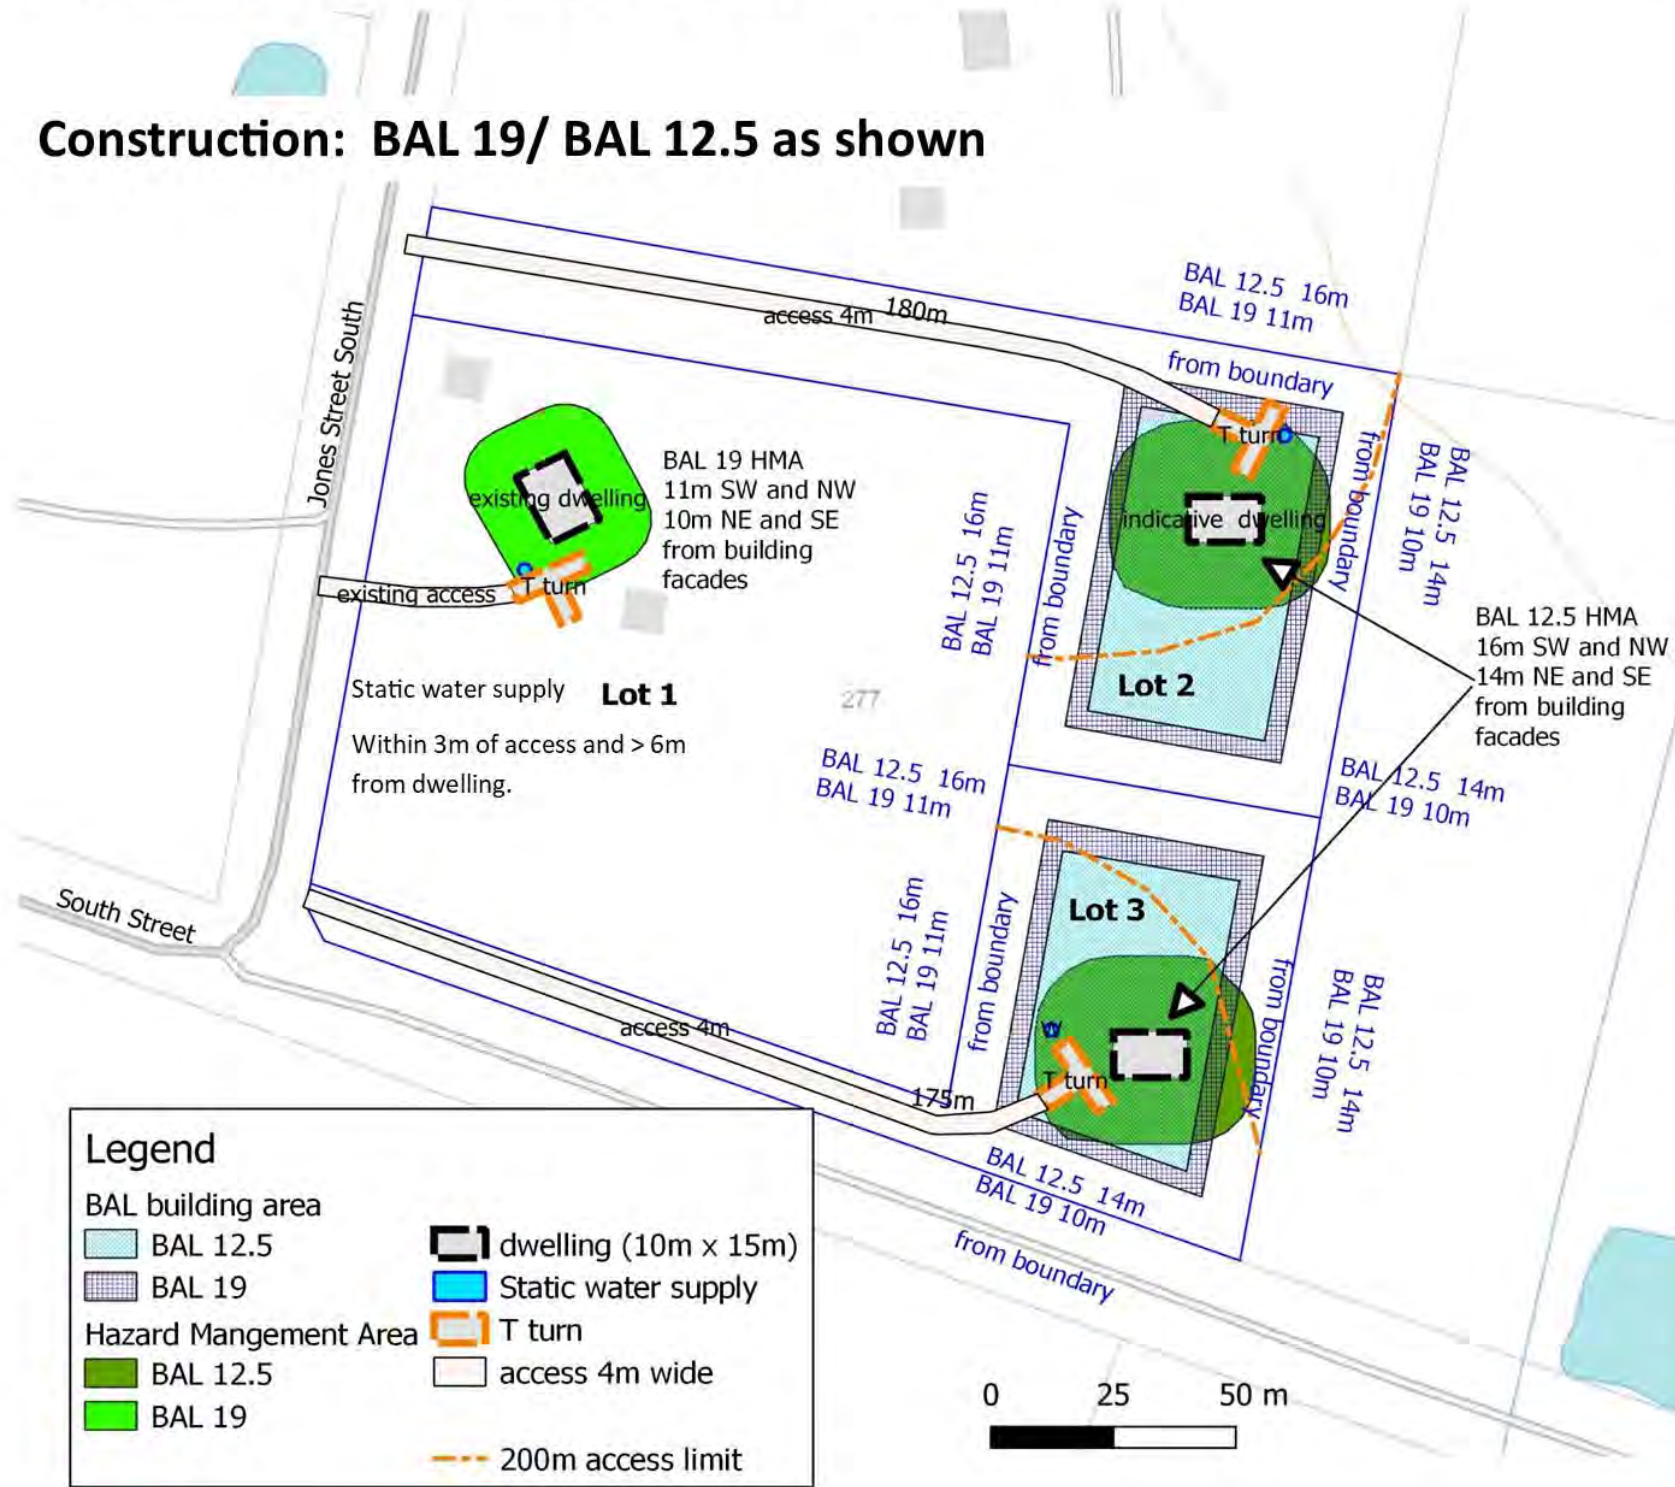 Construction:  BAL 19/ BAL 12.5 as shown
Jones Street South
access 4m
180m
BAL 12.5  16m
BAL 19 11m
from boundary
T turn
existing dwelling
BAL 19 HMA
11m SW and NW
10m NE and SE
from building
facades
existing access
T turn
BAL 12.5  16m
BAL 19 11m
from boundary
indicative  dwelling
from boundary
BAL 12.5  14m
BAL 19 10m
BAL 12.5 HMA
16m SW and NW
14m NE and SE
from building
facades
Static water supply
Lot 1
Within 3m of access and > 6m
from dwelling.
277
Lot 2
BAL 12.5  16m
BAL 19 11m
BAL 12.5  14m
BAL 19 10m
South Street
BAL 12.5  16m
BAL 19 11m
from boundary
Lot 3
W
T turn
from boundary
BAL 12.5  14m
BAL 19 10m
access 4m
175m
BAL 12.5  14m
BAL 19 10m
from boundary
Legend
BAL building area
BAL 12.5
BAL 19
Hazard Mangement Area
BAL 12.5
BAL 19
dwelling (10m x 15m)
Static water supply
T turn
access 4m wide
200m access limit
0 25 50 m